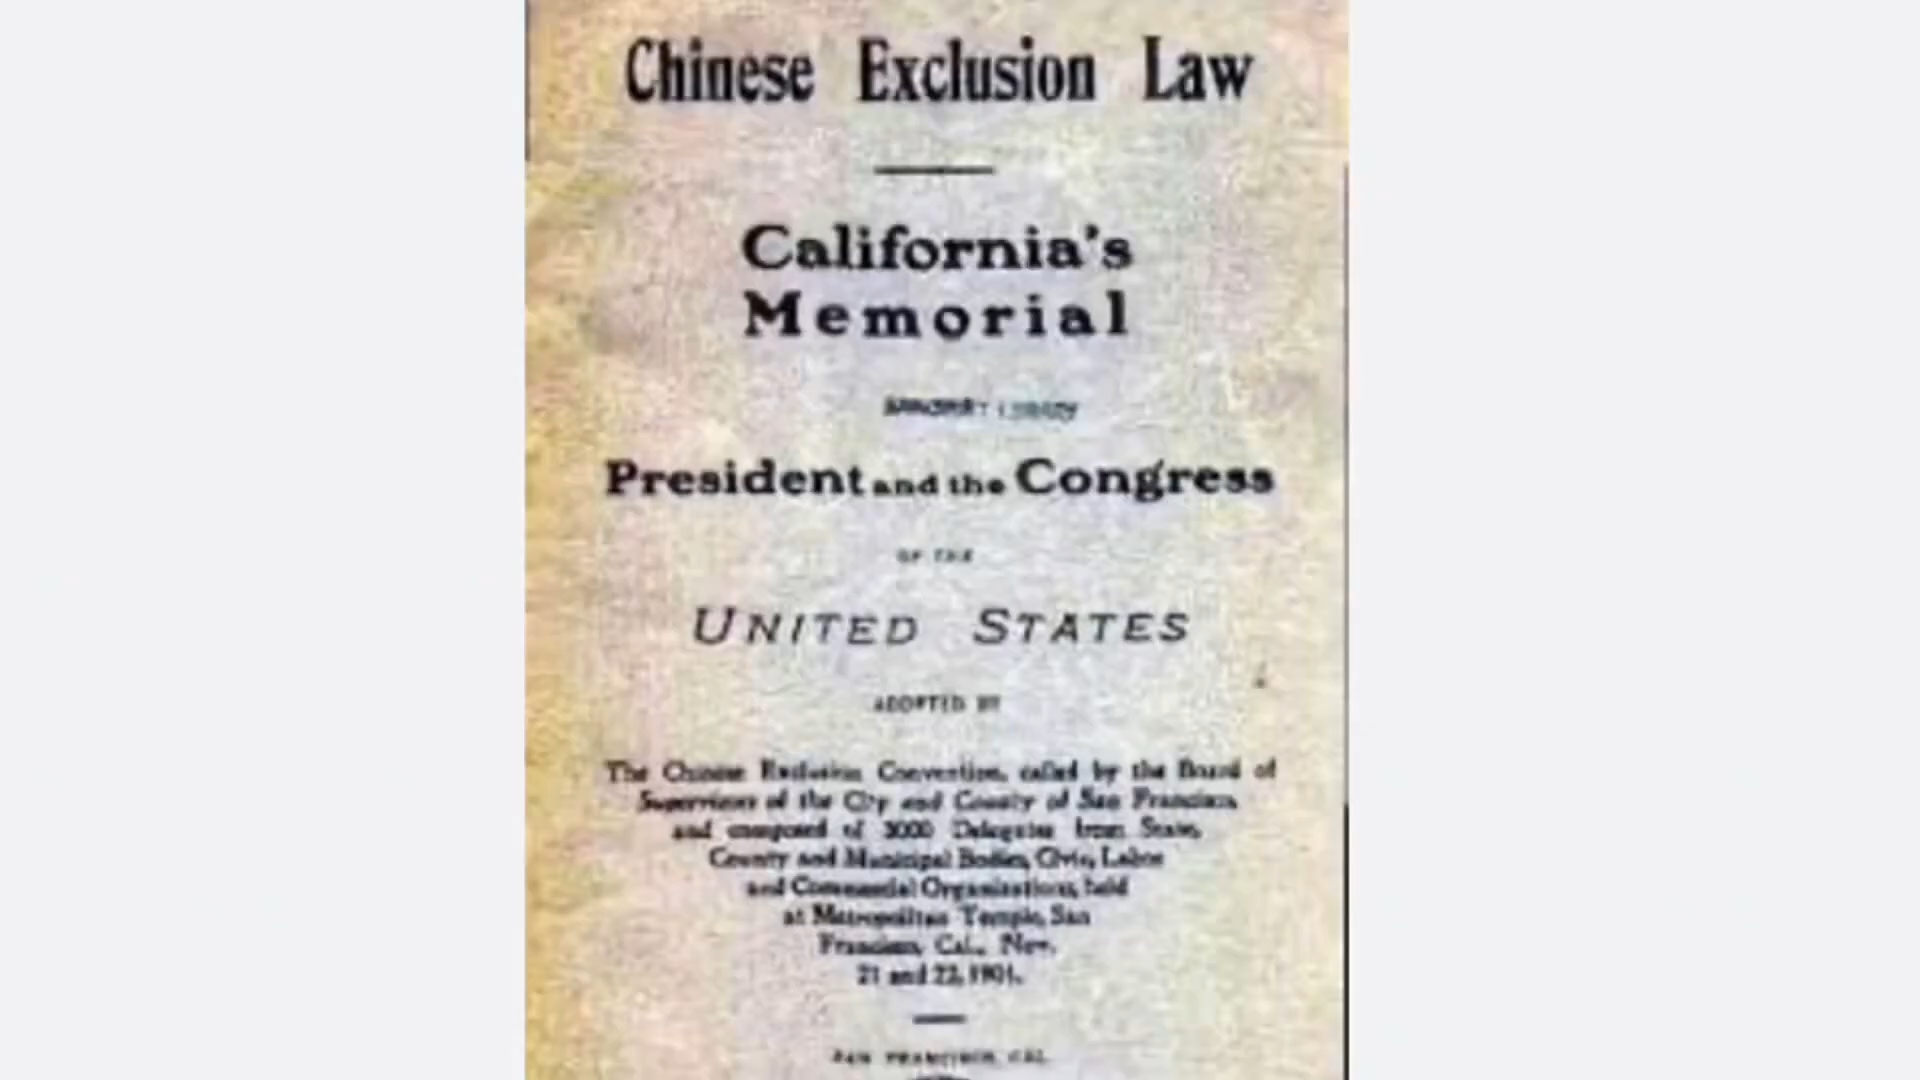 Chinese Exclusion Law
California's
Memorial
BANCROFT LIBRARY
President and the Congress
OF THE
UNITED STATES
ADOPTED BY
The Chinese Exclusion Convention, called by the Board of
Supervisors of the City and County of San Francisco,
and composed of 3000 Delegates from State,
County and Municipal Bodies, Civic, Labor
and Commercial Organizations, held
at Metropolitan Temple, San
Francisco, Cal., Nov.
21 and 22, 1901.
SAN FRANCISCO, CAL.